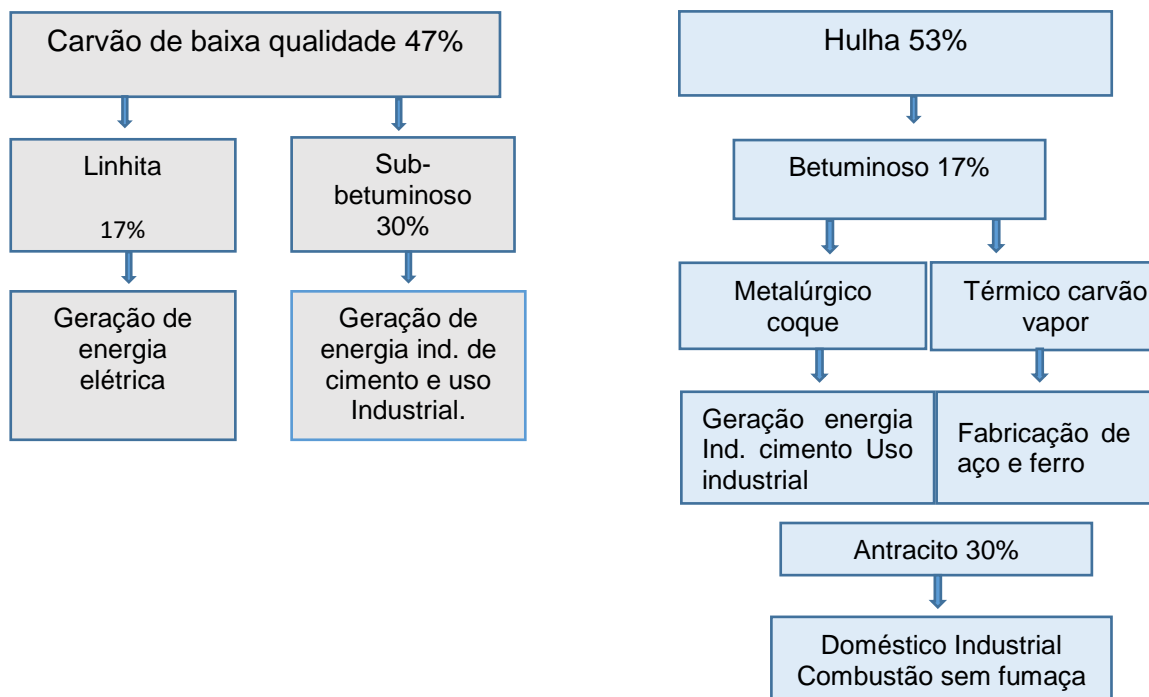 Carvão de baixa qualidade 47%
Linhita
17%
Sub-
betuminoso
30%
Geração de
energia
elétrica
Geração de
energia ind. de
cimento e uso
Industrial.
Hulha 53%
Betuminoso 17%
Metalúrgico
coque
Térmico carvão
vapor
Geração energia
Ind. cimento Uso
industrial
Fabricação de
aço e ferro
Antracito 30%
Doméstico Industrial
Combustão sem fumaça